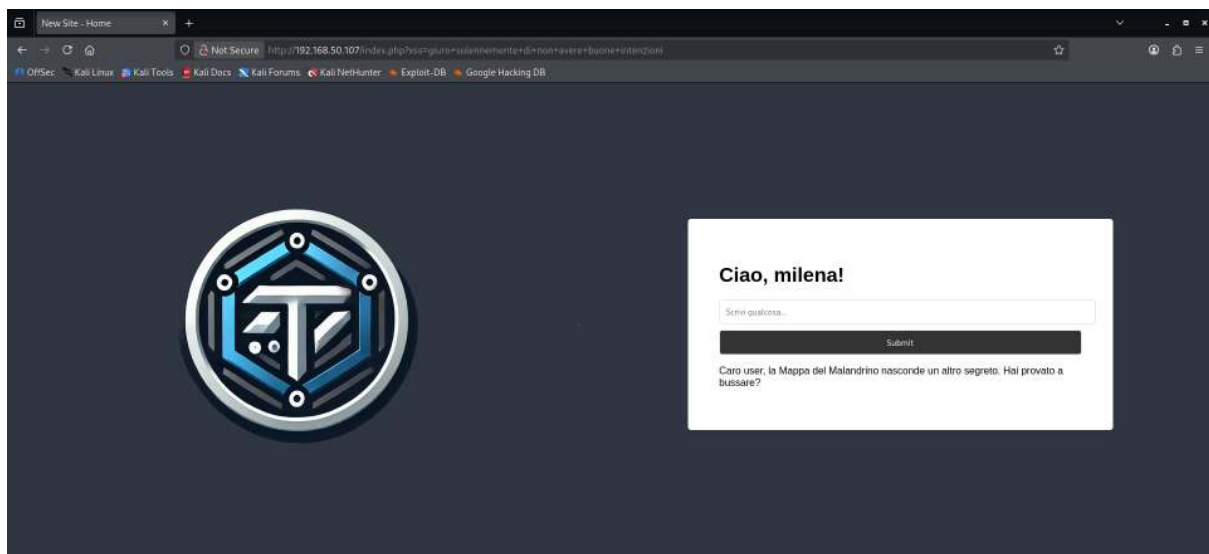 New Site - Home
Not Secure http://192.168.50.107/index.php?xss=giuro+solennemente+di+non+avere+buone+intenzioni
OffSec Kali Linux Kali Tools Kali Docs Kali Forums Kali NetHunter Exploit-DB Google Hacking DB
Ciao, milena!
Scrivi qualcosa...
Submit
Caro user, la Mappa del Malandrino nasconde un altro segreto. Hai provato a
bussare?